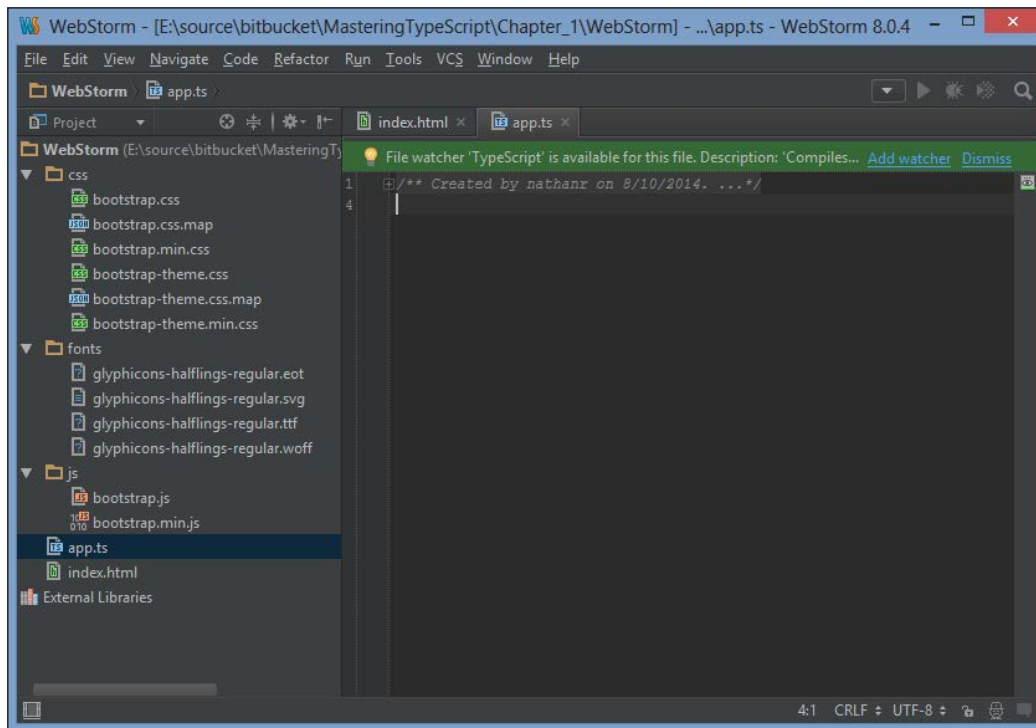 WebStorm - [E:\source\bitbucket\MasteringTypeScript\Chapter_1\WebStorm] - ...\app.ts - WebStorm 8.0.4
File Edit View Navigate Code Refactor Run Tools VCS Window Help
WebStorm app.ts
Project
index.html app.ts
WebStorm (E:\source\bitbucket\MasteringTy
File watcher 'TypeScript' is available for this file. Description: 'Compiles... Add watcher Dismiss
1 /** Created by nathanr on 8/10/2014. ...*/
4
css
bootstrap.css
bootstrap.css.map
bootstrap.min.css
bootstrap-theme.css
bootstrap-theme.css.map
bootstrap-theme.min.css
fonts
glyphicons-halflings-regular.eot
glyphicons-halflings-regular.svg
glyphicons-halflings-regular.ttf
glyphicons-halflings-regular.woff
js
bootstrap.js
bootstrap.min.js
app.ts
index.html
External Libraries
4:1 CRLF UTF-8